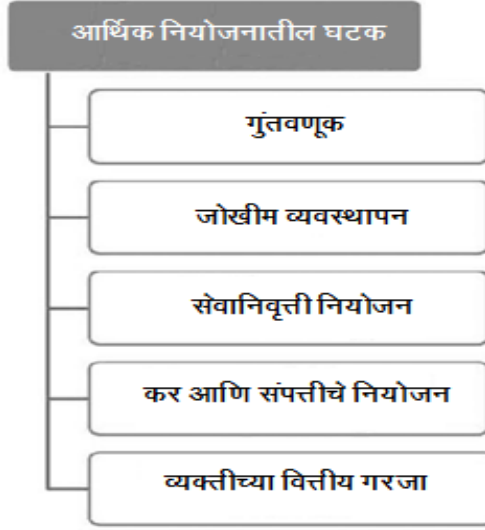 आर्थिक नियोजनातील घटक
गुंतवणूक
जोखीम व्यवस्थापन
सेवानिवृत्ती नियोजन
कर आणि संपत्तीचे नियोजन
व्यक्तीच्या वित्तीय गरजा